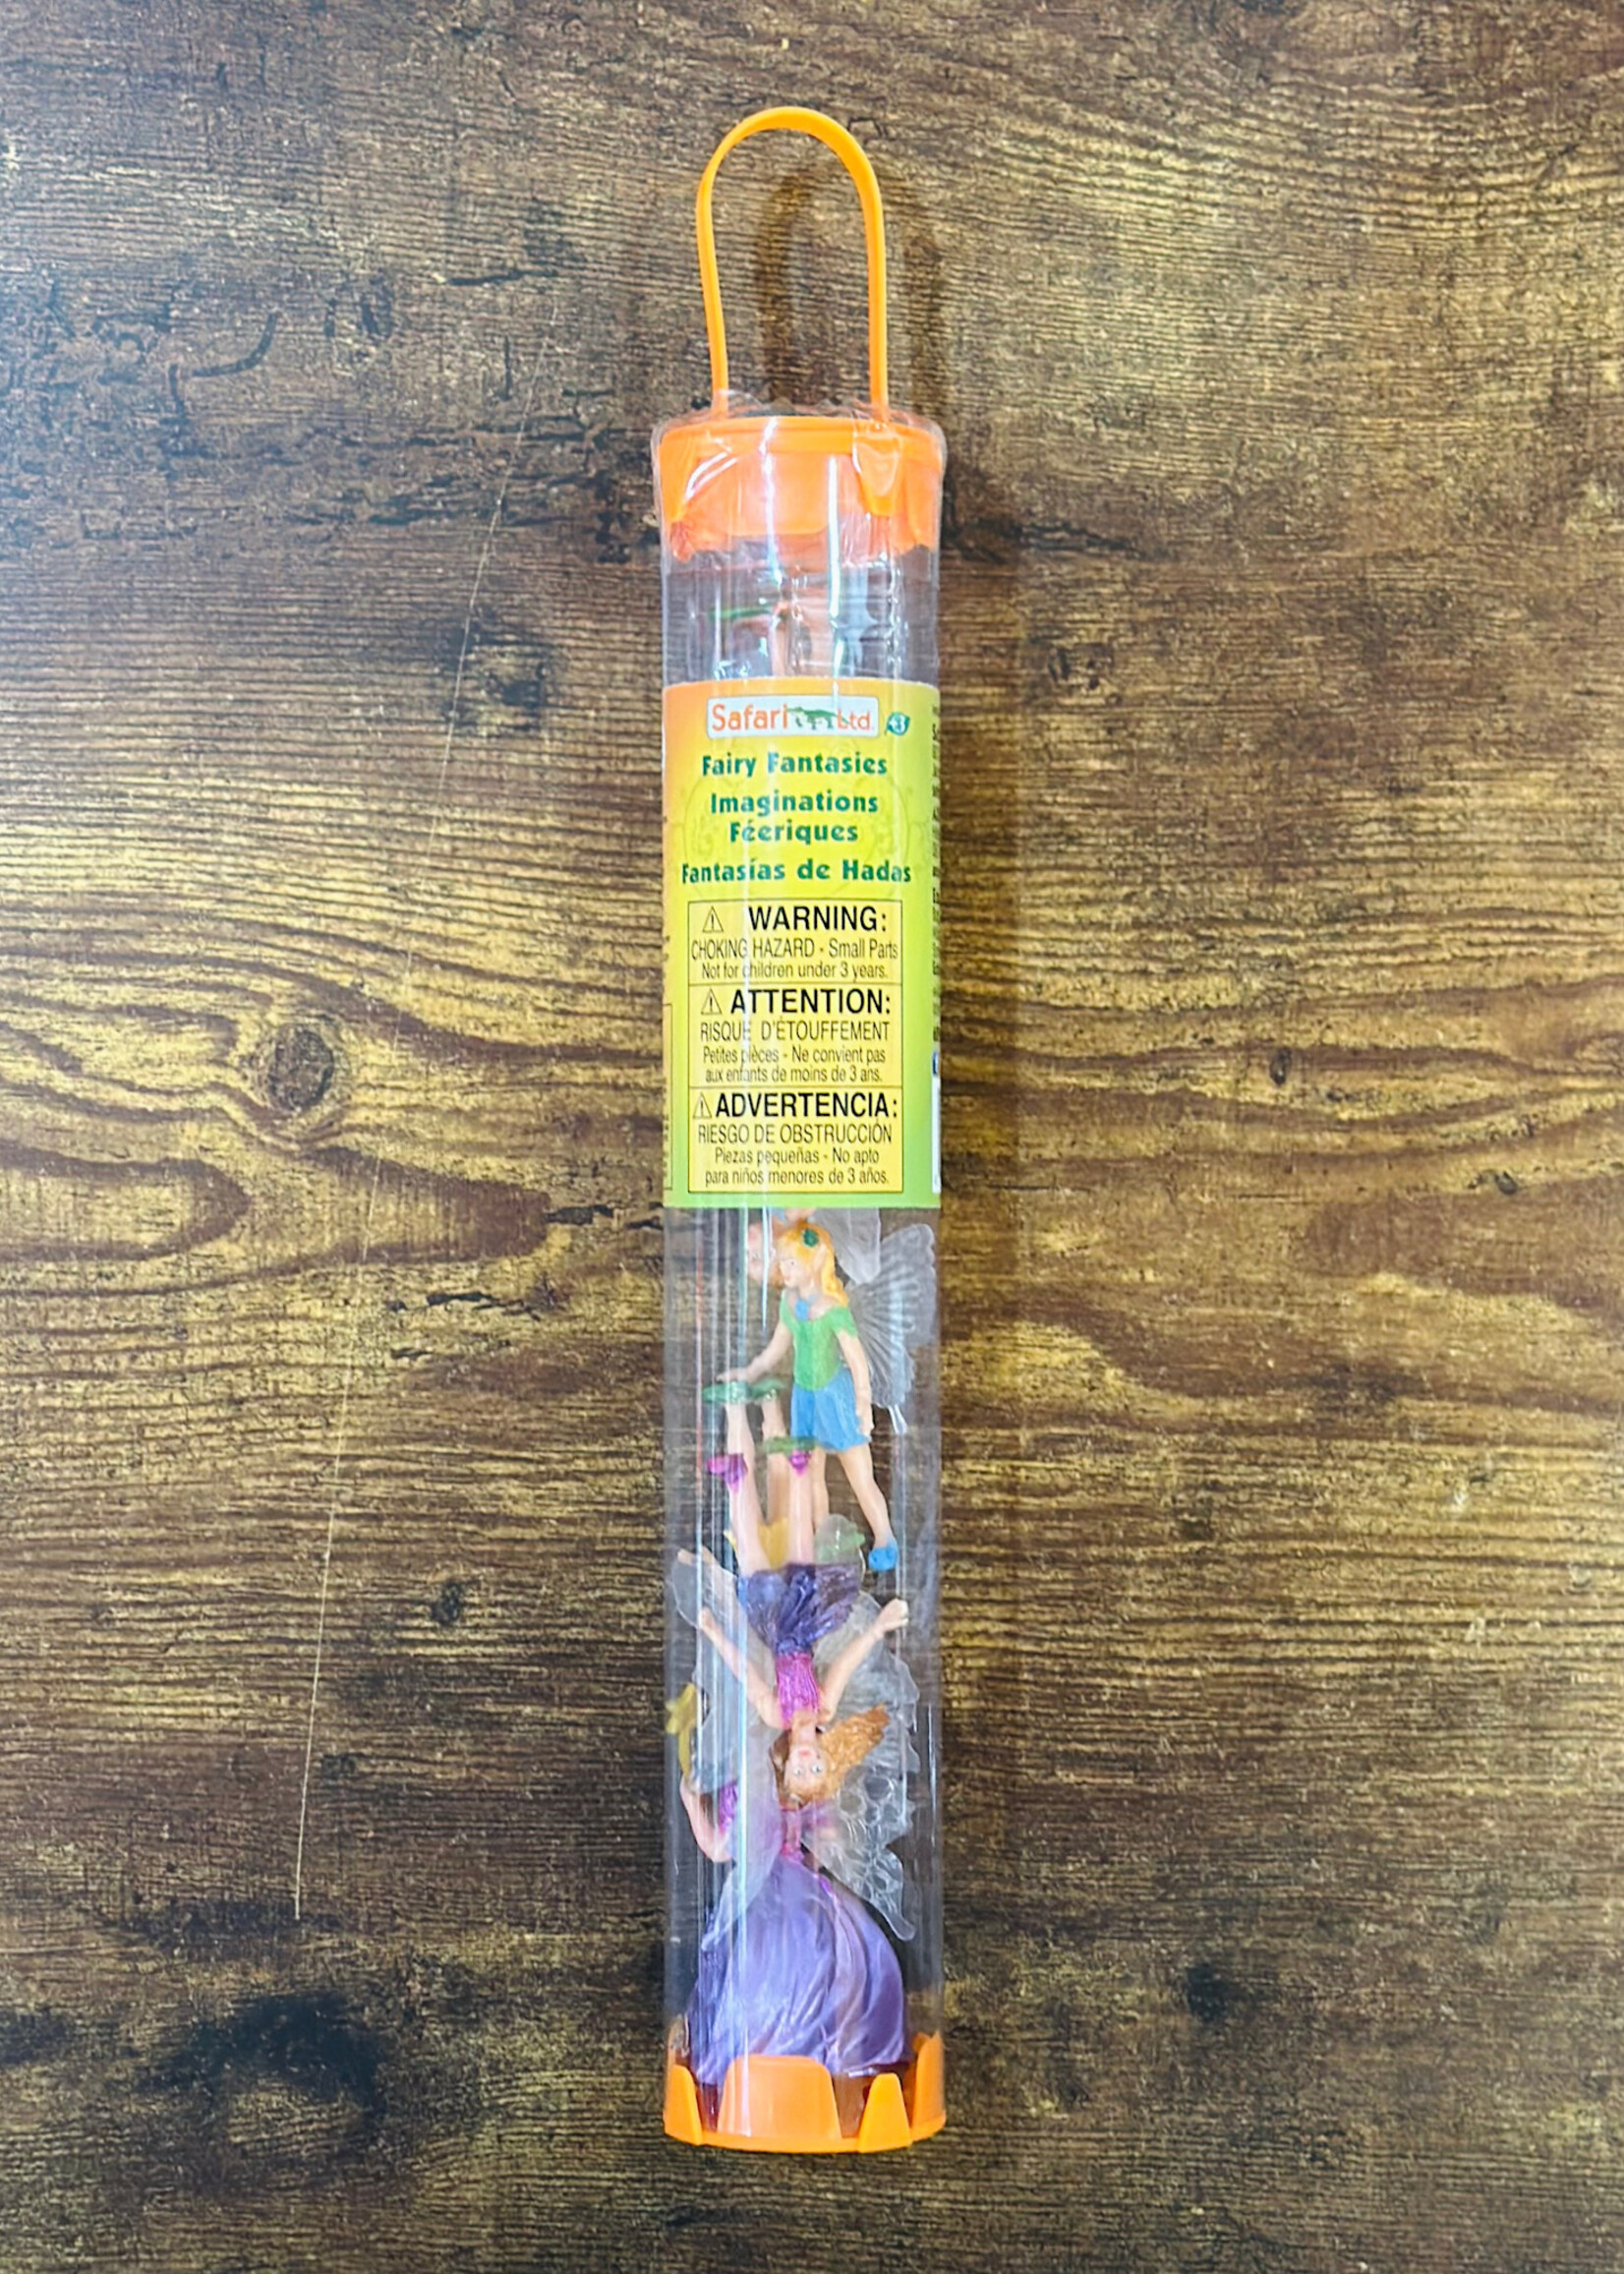 Safari Ltd.
Fairy Fantasies
Imaginations
Féeriques
Fantasías de Hadas
WARNING:
CHOKING HAZARD - Small Parts
Not for children under 3 years.
ATTENTION:
RISQUE D'ÉTOUFFEMENT
Petites pièces - Ne convient pas
aux enfants de moins de 3 ans.
ADVERTENCIA:
RIESGO DE OBSTRUCCIÓN
Piezas pequeñas - No apto
para niños menores de 3 años.